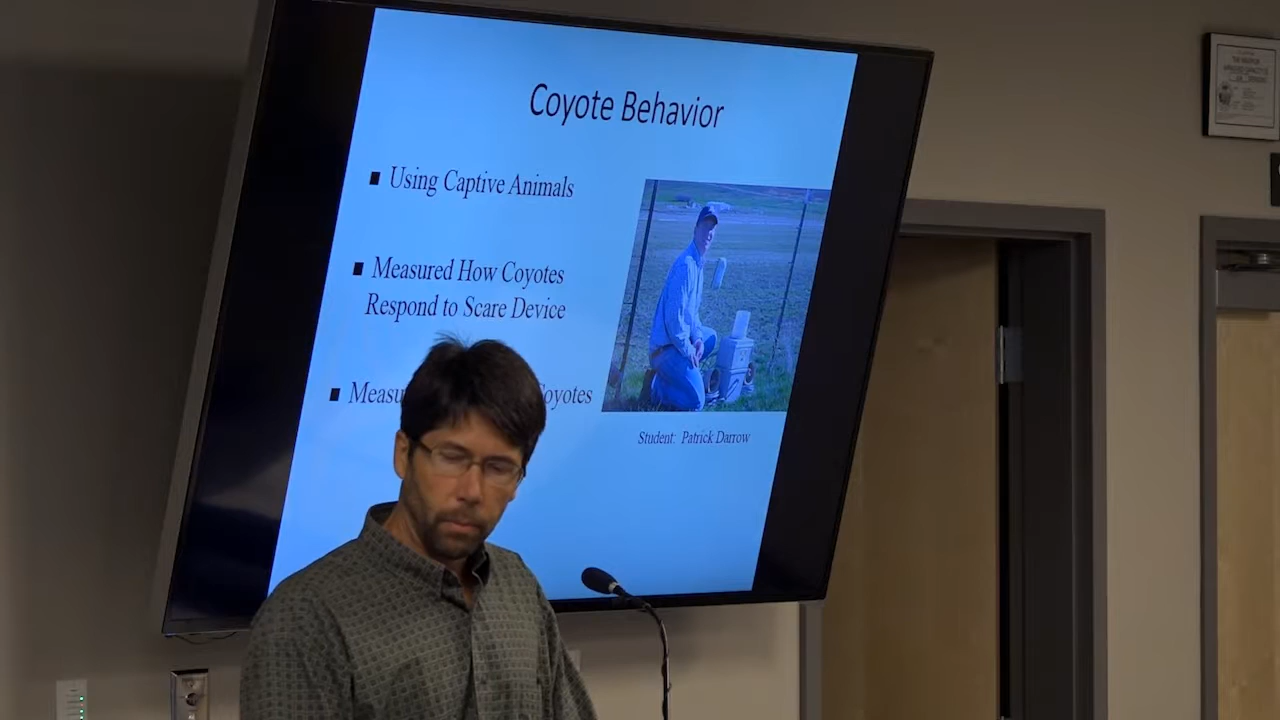 Coyote Behavior
■ Using Captive Animals
■ Measured How Coyotes
Respond to Scare Device
■ Measu
oyotes
Student: Patrick Darrow